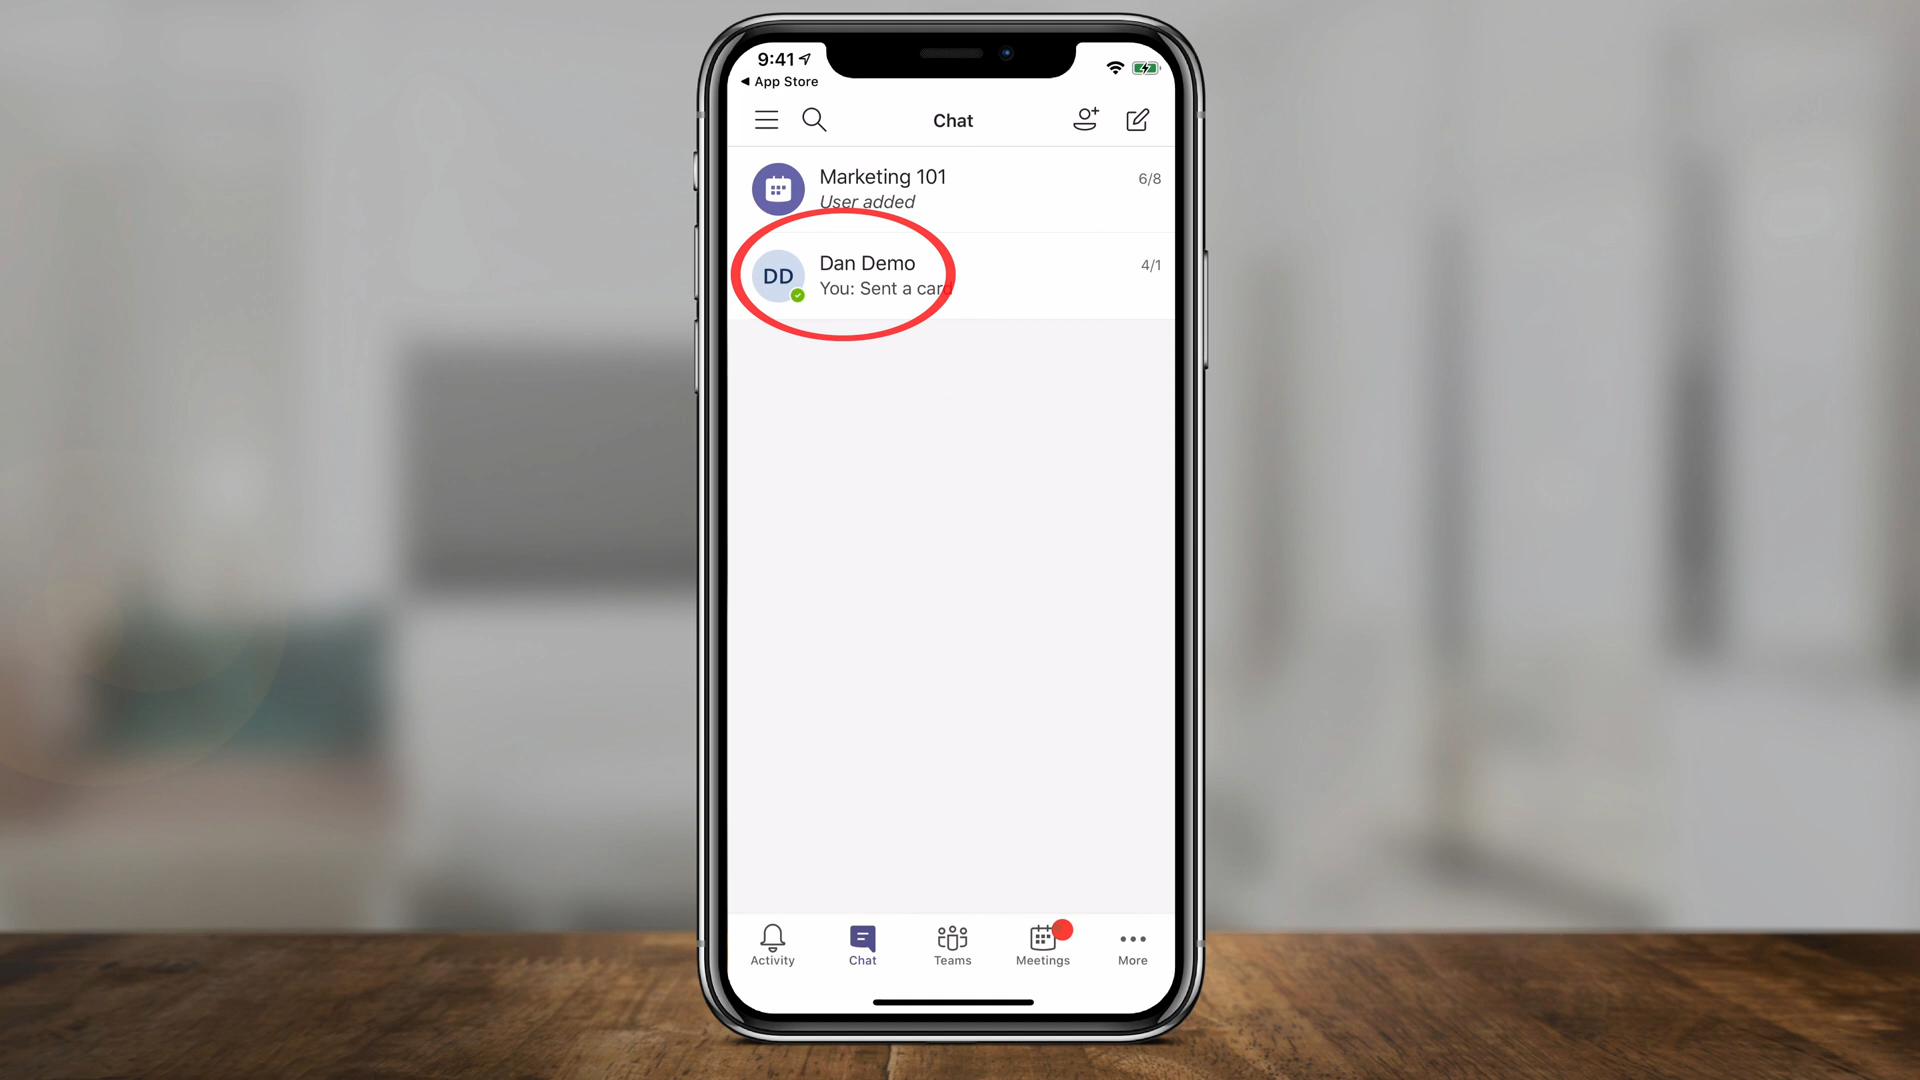 9:41
◀ App Store
Chat
Marketing 101
6/8
User added
DD
Dan Demo
4/1
You: Sent a card
Activity
Chat
Teams
Meetings
More